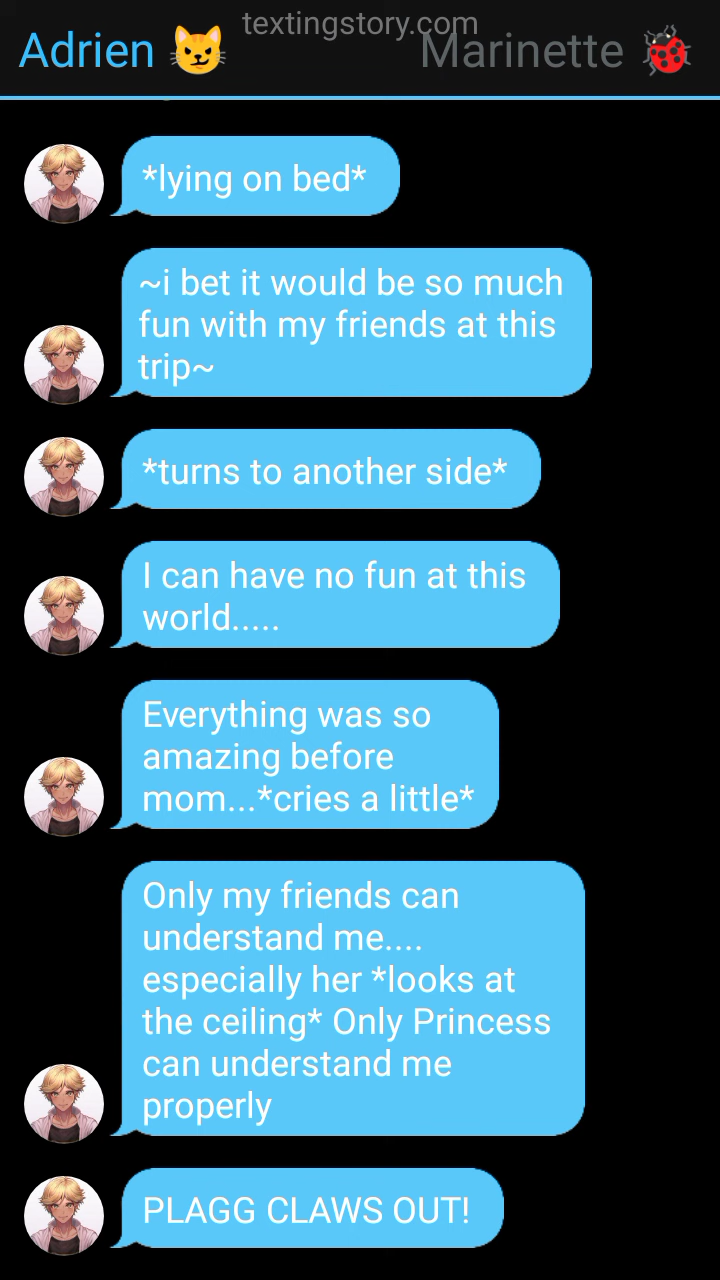 textingstory.com
Adrien 😼 Marinette 🐞
*lying on bed*
~i bet it would be so much
fun with my friends at this
trip~
*turns to another side*
I can have no fun at this
world.....
Everything was so
amazing before
mom...*cries a little*
Only my friends can
understand me....
especially her *looks at
the ceiling* Only Princess
can understand me
properly
PLAGG CLAWS OUT!